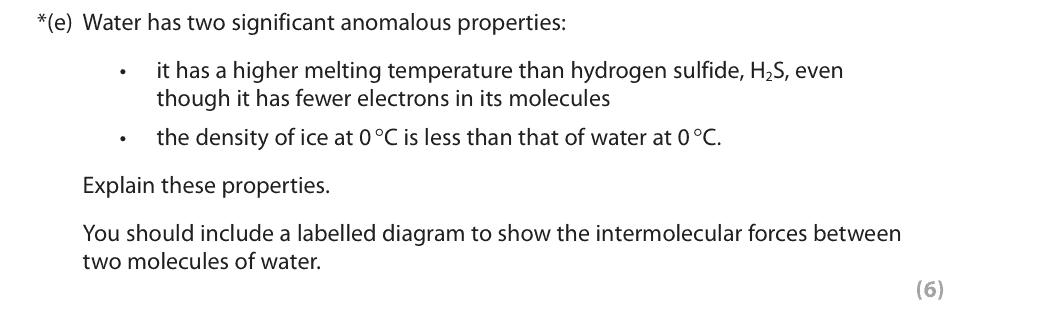 *(e) Water has two significant anomalous properties:
• it has a higher melting temperature than hydrogen sulfide, H₂S, even
though it has fewer electrons in its molecules
• the density of ice at 0 °C is less than that of water at 0 °C.
Explain these properties.
You should include a labelled diagram to show the intermolecular forces between
two molecules of water.
(6)